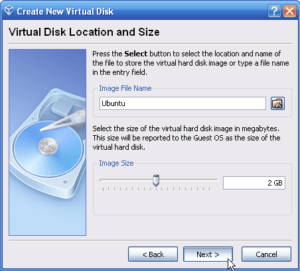 Create New Virtual Disk
Virtual Disk Location and Size
Press the Select button to select the location and name
of the file to store the virtual hard disk image or type a file name
in the entry field.
Image File Name
Ubuntu
Select the size of the virtual hard disk image in megabytes.
This size will be reported to the Guest OS as the size of the
virtual hard disk.
Image Size
2 GB
< Back
Next >
Cancel